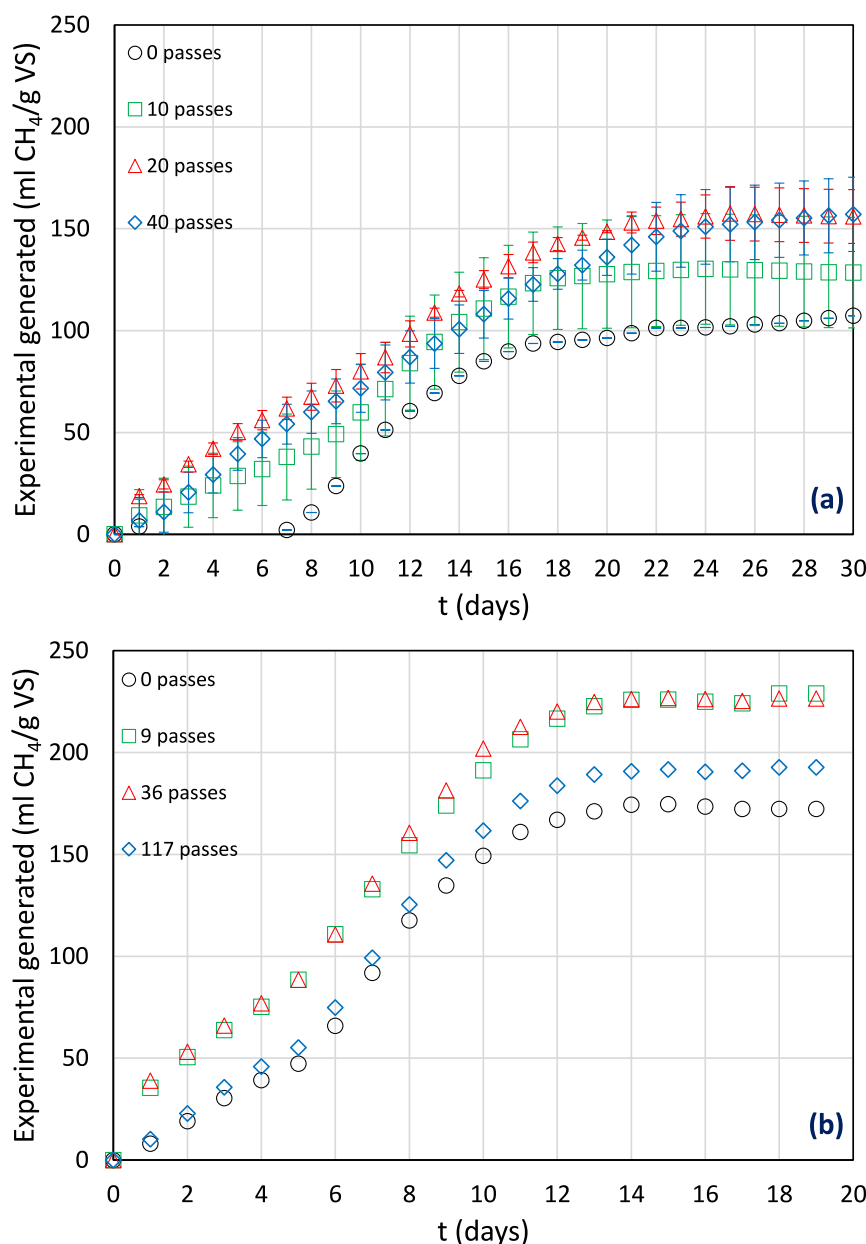 250
200
150
100
50
0
Experimental generated (ml CH₄/g VS)
0 passes
10 passes
20 passes
40 passes
(a)
0 2 4 6 8 10 12 14 16 18 20 22 24 26 28 30
t (days)
250
200
150
100
50
0
Experimental generated (ml CH₄/g VS)
0 passes
9 passes
36 passes
117 passes
(b)
0 2 4 6 8 10 12 14 16 18 20
t (days)